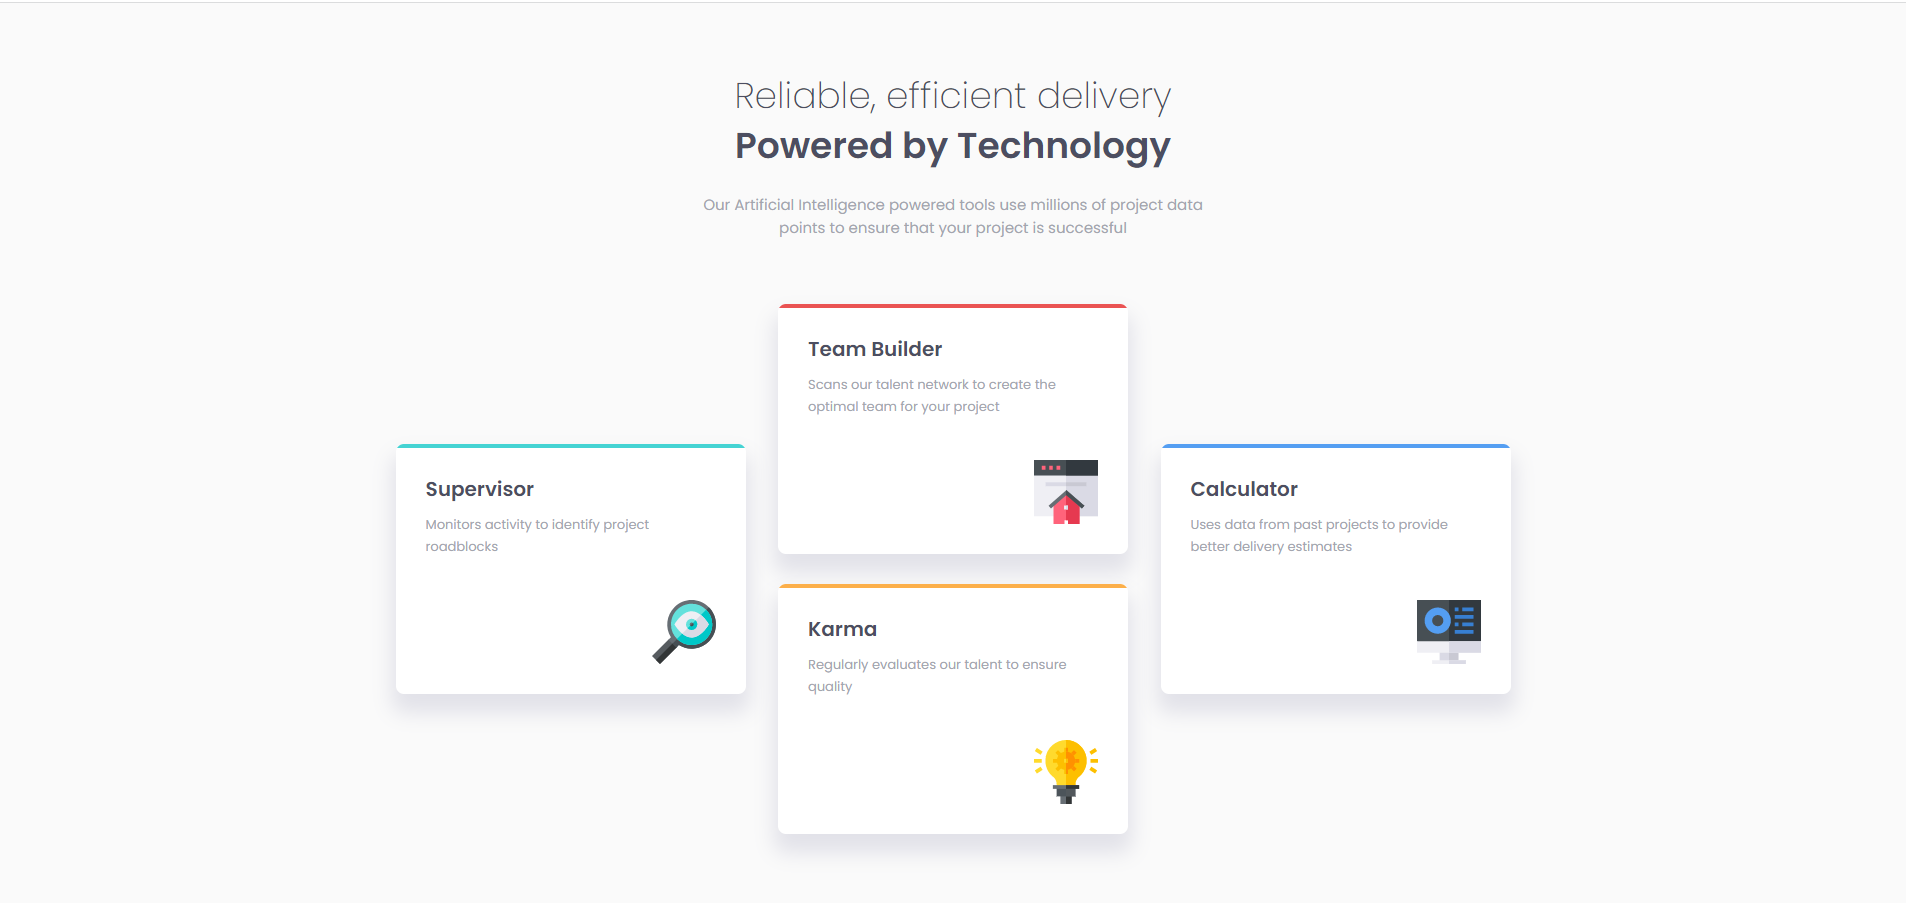 Reliable, efficient delivery
Powered by Technology
Our Artificial Intelligence powered tools use millions of project data
points to ensure that your project is successful
Supervisor
Monitors activity to identify project
roadblocks
Team Builder
Scans our talent network to create the
optimal team for your project
Karma
Regularly evaluates our talent to ensure
quality
Calculator
Uses data from past projects to provide
better delivery estimates